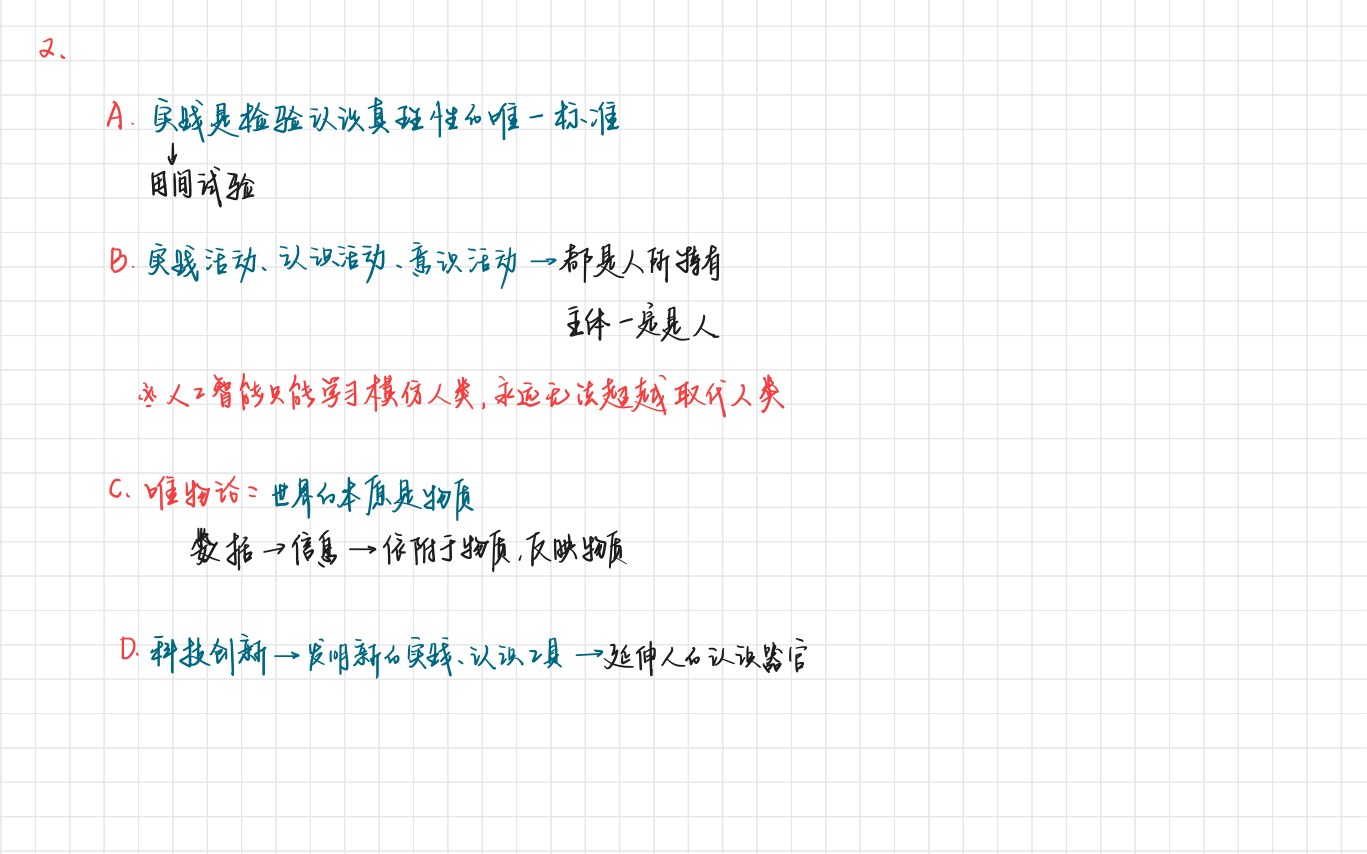 2、
A. 实践是检验认识真理性的唯一标准
↓
田间试验
B. 实践活动、认识活动、意识活动→都是人所特有
主体一定是人
※人工智能只能学习模仿人类,永远无法超越取代人类
C. 唯物论:世界的本原是物质
数据→信息→依附于物质,反映物质
D. 科技创新→发明新的实践、认识工具→延伸人的认识器官